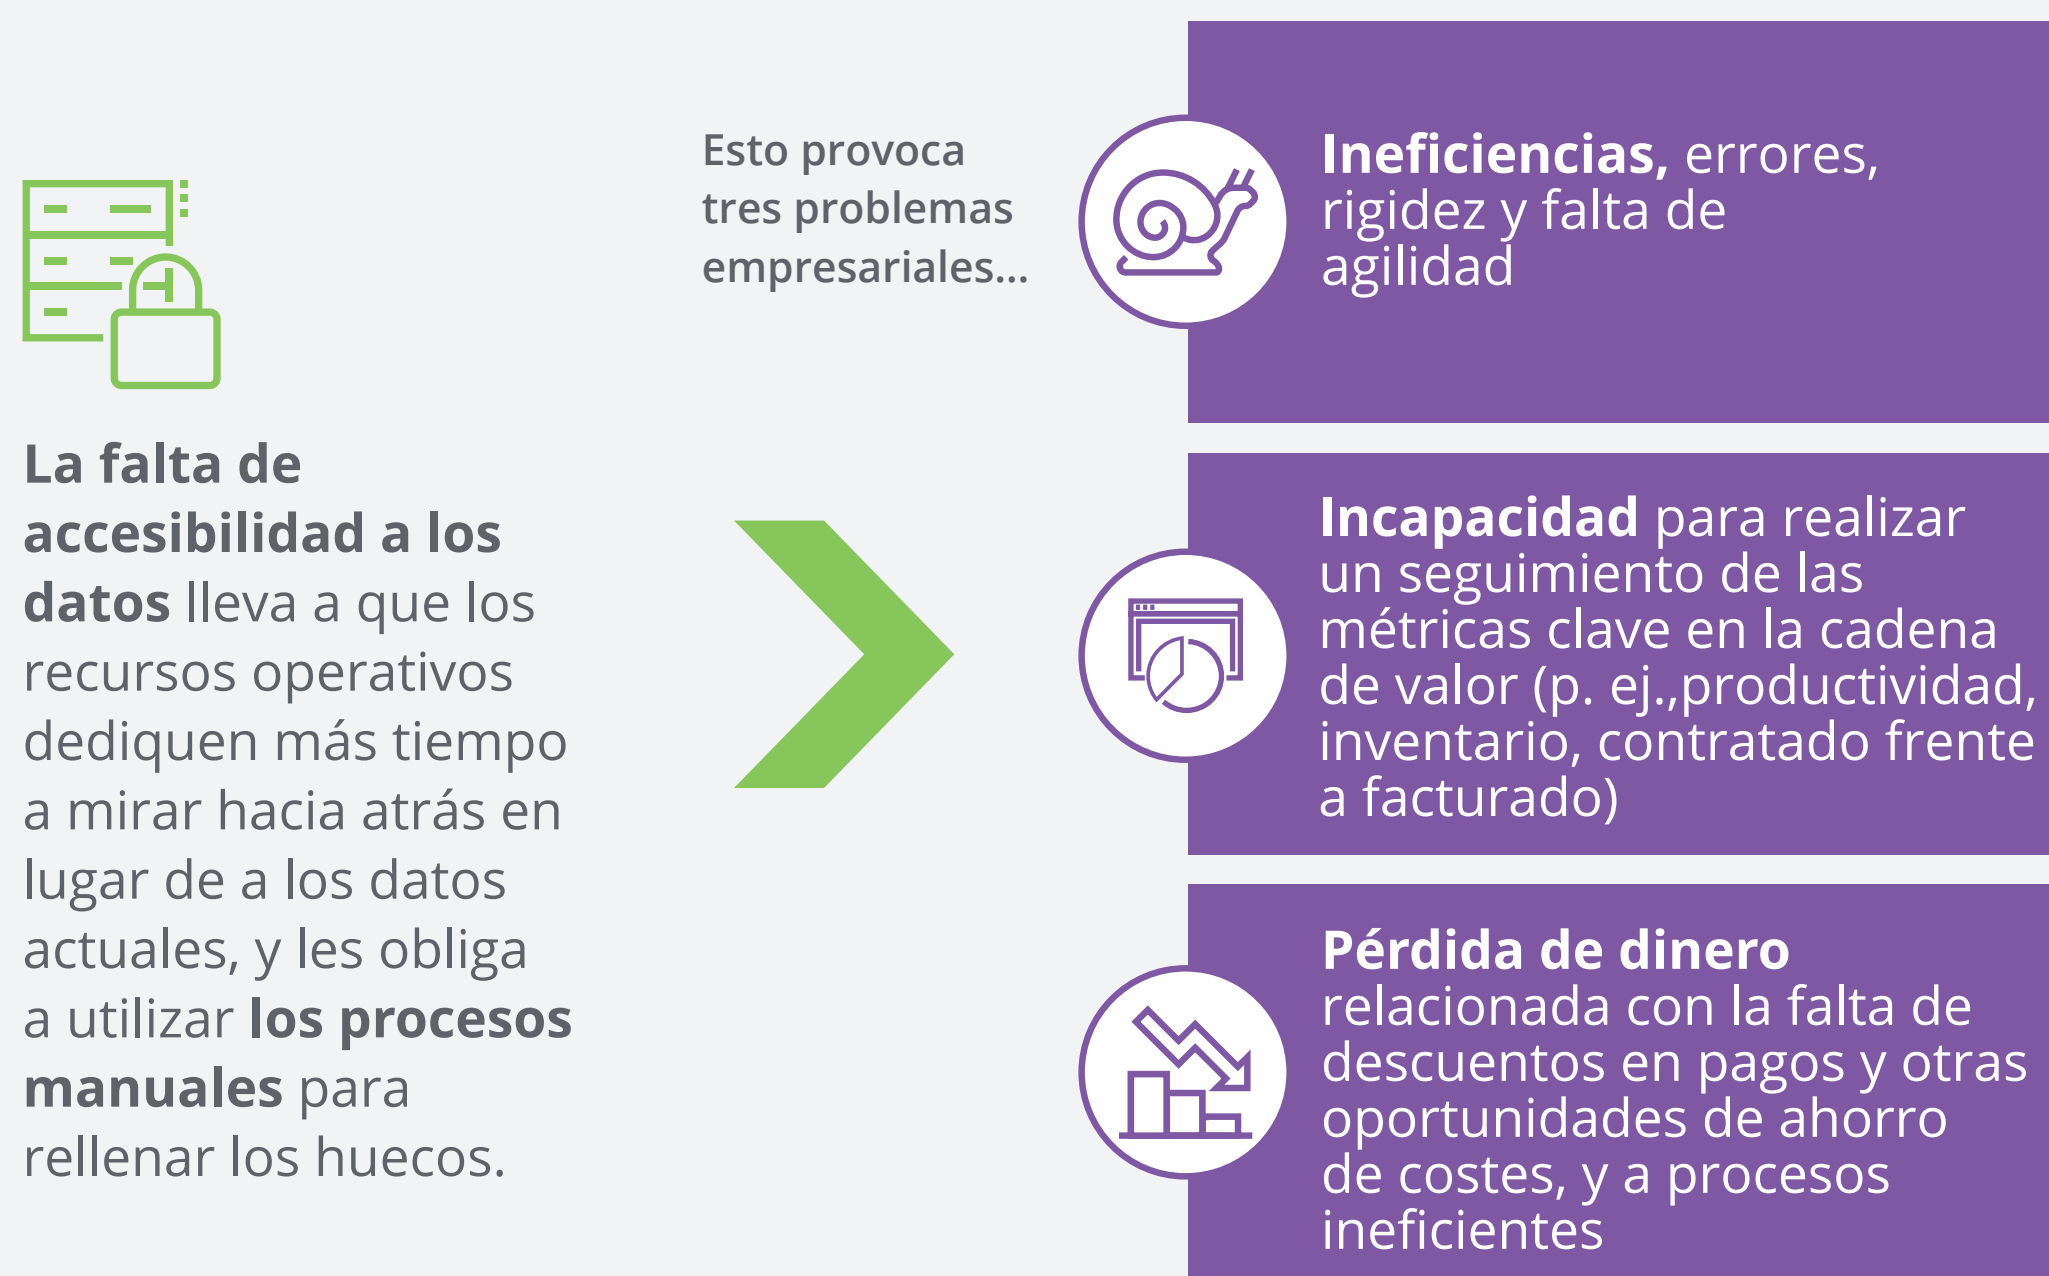 La falta de
accesibilidad a los
datos lleva a que los
recursos operativos
dediquen más tiempo
a mirar hacia atrás en
lugar de a los datos
actuales, y les obliga
a utilizar los procesos
manuales para
rellenar los huecos.
Esto provoca
tres problemas
empresariales...
Ineficiencias, errores,
rigidez y falta de
agilidad
Incapacidad para realizar
un seguimiento de las
métricas clave en la cadena
de valor (p. ej.,productividad,
inventario, contratado frente
a facturado)
Pérdida de dinero
relacionada con la falta de
descuentos en pagos y otras
oportunidades de ahorro
de costes, y a procesos
ineficientes